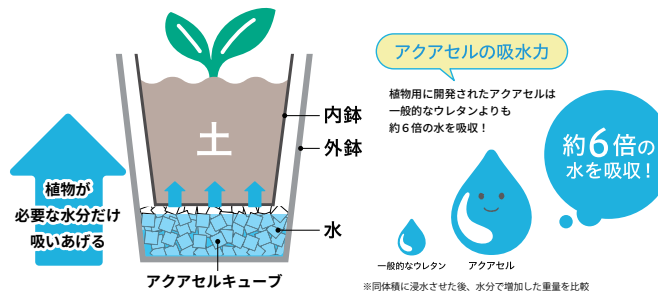 植物が
必要な水分だけ
吸いあげる
土
内鉢
外鉢
水
アクアセルキューブ
アクアセルの吸水力
植物用に開発されたアクアセルは
一般的なウレタンよりも
約6倍の水を吸収！
約6倍の
水を吸収！
一般的なウレタン
アクアセル
※同体積に浸水させた後、水分で増加した重量を比較